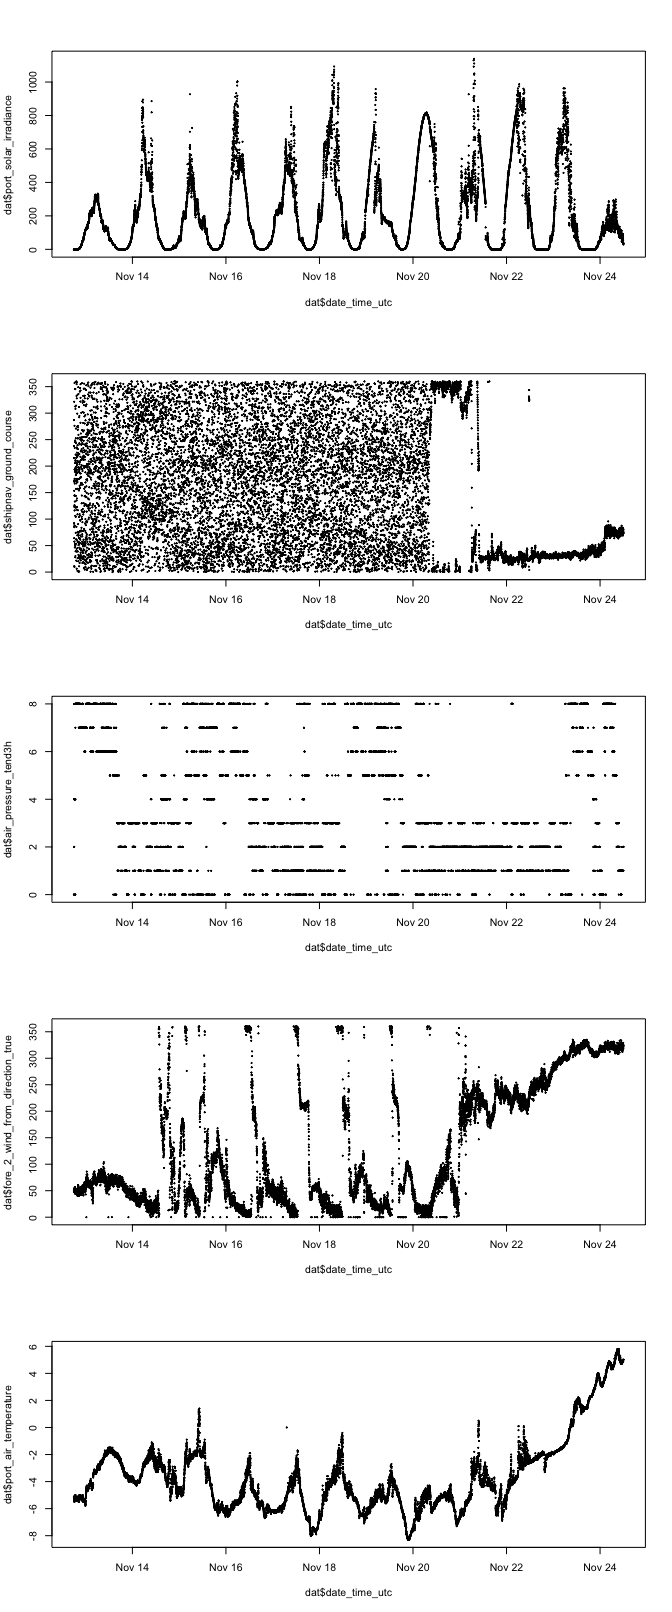 dat$port_solar_irradiance
0 200 400 600 800 1000
Nov 14 Nov 16 Nov 18 Nov 20 Nov 22 Nov 24
dat$date_time_utc
dat$shipnav_ground_course
0 50 100 150 200 250 300 350
Nov 14 Nov 16 Nov 18 Nov 20 Nov 22 Nov 24
dat$date_time_utc
dat$air_pressure_tend3h
0 2 4 6 8
Nov 14 Nov 16 Nov 18 Nov 20 Nov 22 Nov 24
dat$date_time_utc
dat$fore_2_wind_from_direction_true
0 50 100 150 200 250 300 350
Nov 14 Nov 16 Nov 18 Nov 20 Nov 22 Nov 24
dat$date_time_utc
dat$port_air_temperature
-8 -6 -4 -2 0 2 4 6
Nov 14 Nov 16 Nov 18 Nov 20 Nov 22 Nov 24
dat$date_time_utc